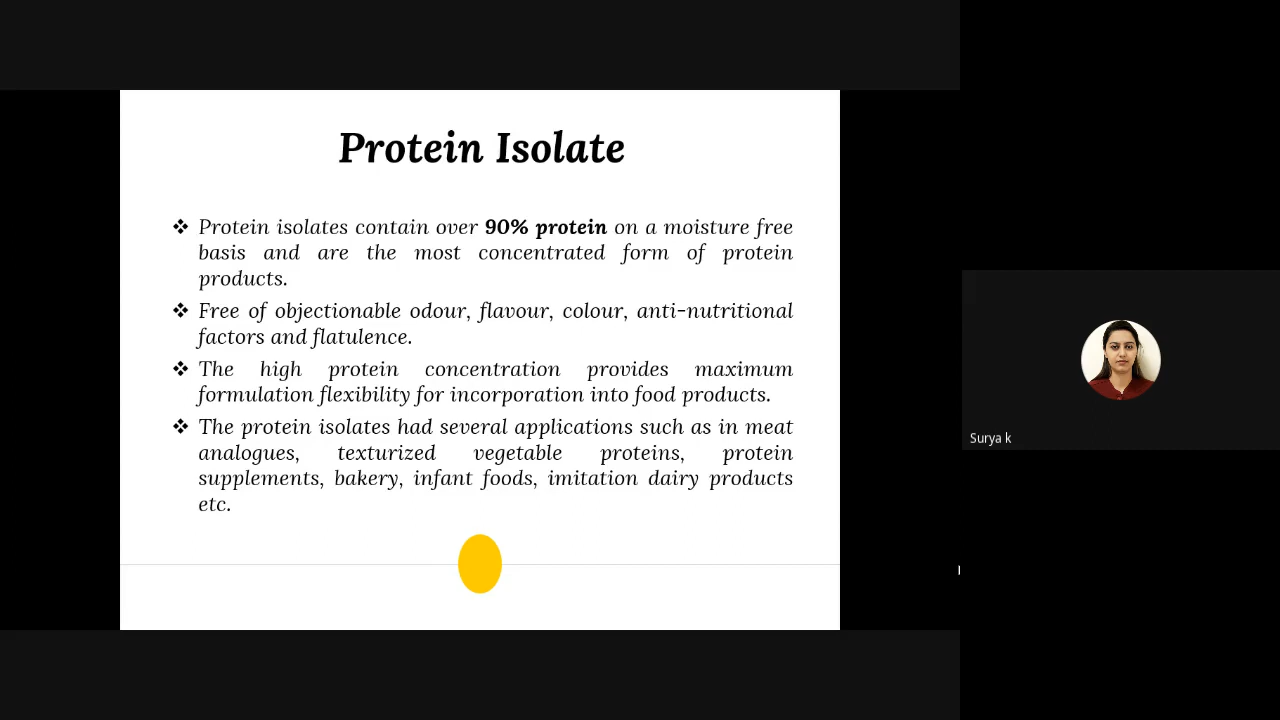 Protein Isolate
❖ Protein isolates contain over 90% protein on a moisture free
basis and are the most concentrated form of protein
products.
❖ Free of objectionable odour, flavour, colour, anti-nutritional
factors and flatulence.
❖ The high protein concentration provides maximum
formulation flexibility for incorporation into food products.
❖ The protein isolates had several applications such as in meat
analogues, texturized vegetable proteins, protein
supplements, bakery, infant foods, imitation dairy products
etc.
Surya k